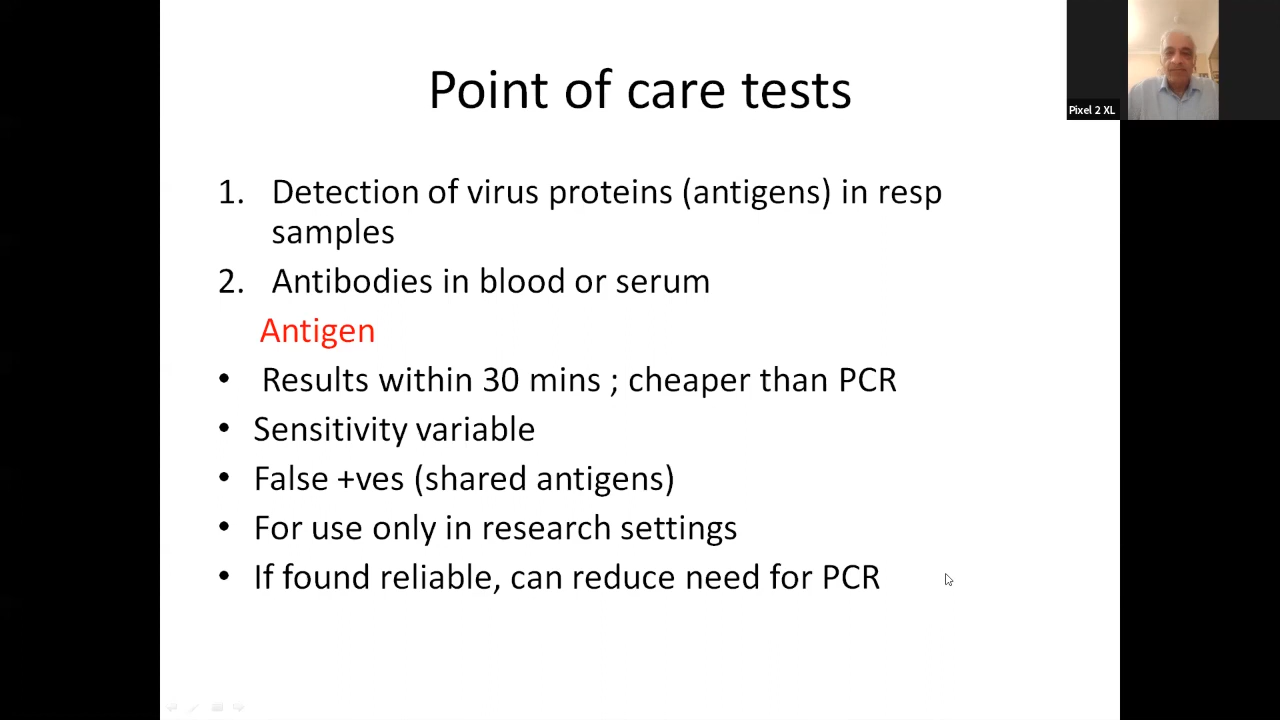 Point of care tests
Pixel 2 XL
1. Detection of virus proteins (antigens) in resp
samples
2. Antibodies in blood or serum
Antigen
• Results within 30 mins ; cheaper than PCR
• Sensitivity variable
• False +ves (shared antigens)
• For use only in research settings
• If found reliable, can reduce need for PCR